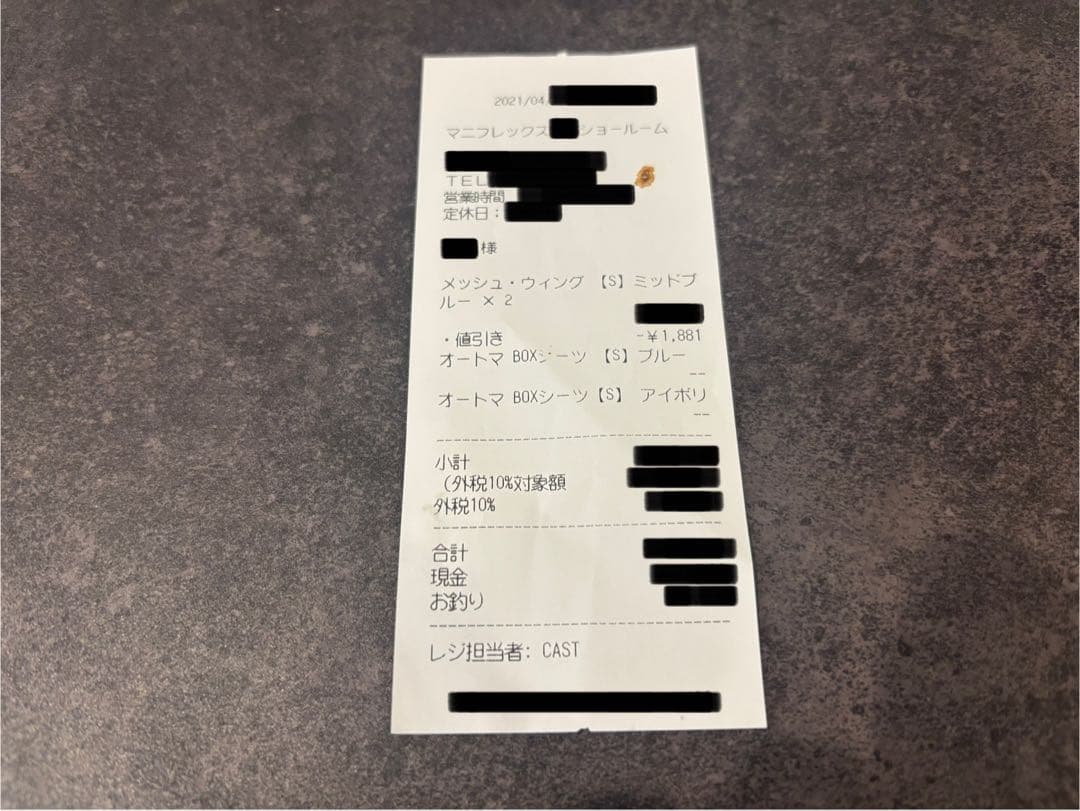 2021/04/
マニフレックス ショールーム
TEL
営業時間
定休日：
様
メッシュ・ウィング 【S】ミッドブ
ルー × 2
・値引き -¥1,881
オートマ BOXシーツ 【S】ブルー
--
オートマ BOXシーツ【S】 アイボリ
--
小計
（外税10%対象額
外税10%
合計
現金
お釣り
レジ担当者: CAST